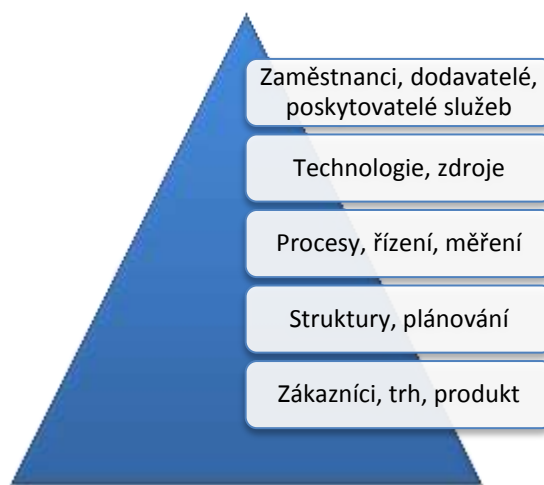 Zaměstnanci, dodavatelé,
poskytovatelé služeb
Technologie, zdroje
Procesy, řízení, měření
Struktury, plánování
Zákazníci, trh, produkt